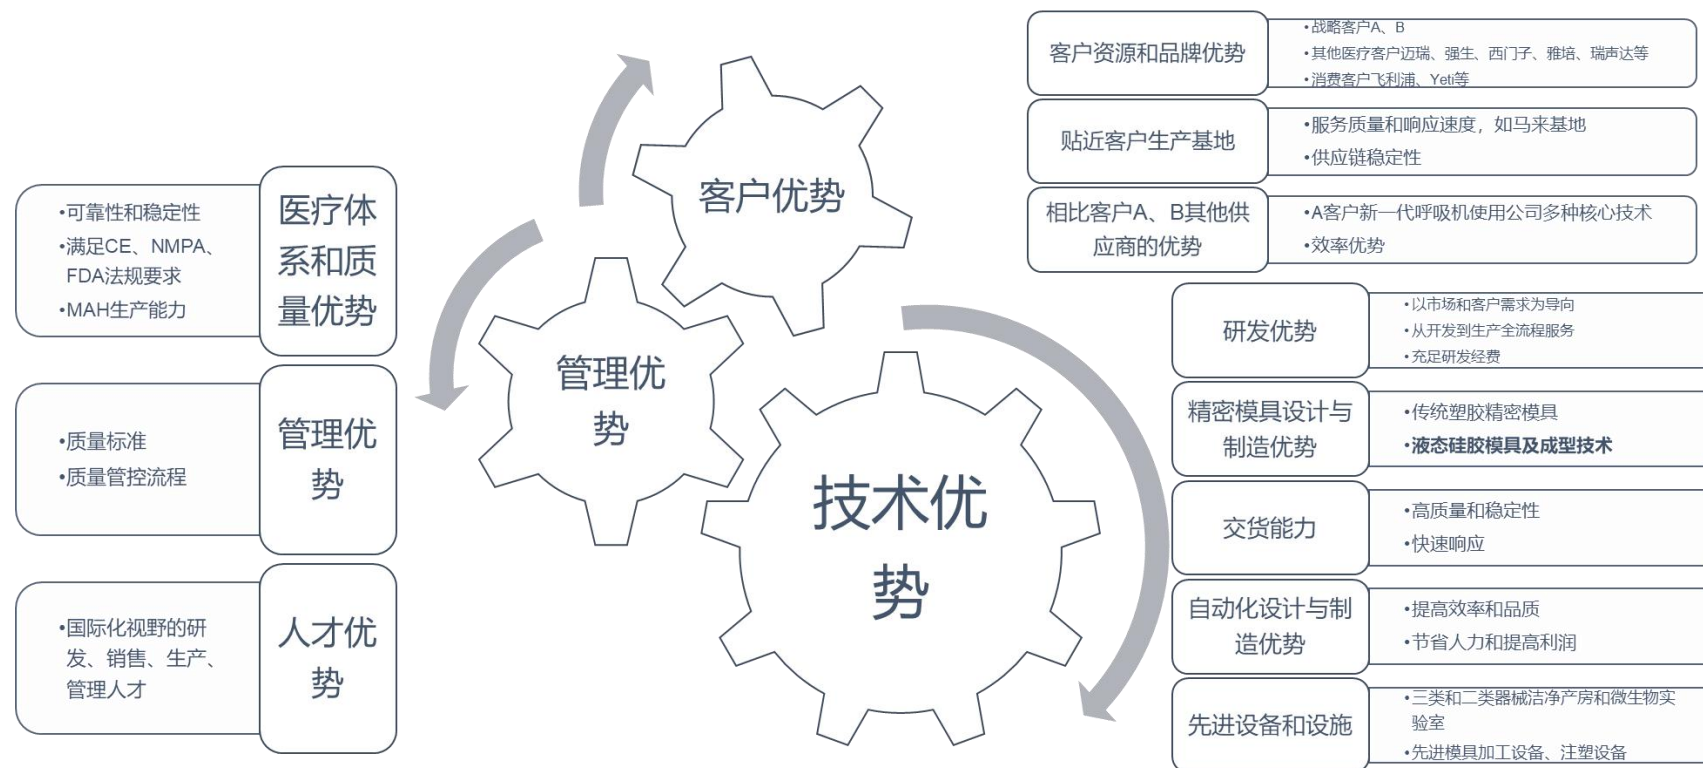 客户资源和品牌优势
•战略客户A、B
•其他医疗客户迈瑞、强生、西门子、雅培、瑞声达等
•消费客户飞利浦、Yeti等
贴近客户生产基地
•服务质量和响应速度，如马来基地
•供应链稳定性
相比客户A、B其他供
应商的优势
•A客户新一代呼吸机使用公司多种核心技术
•效率优势
客户优势
管理优
势
技术优
势
•可靠性和稳定性
•满足CE、NMPA、
FDA法规要求
•MAH生产能力
医疗体
系和质
量优势
•质量标准
•质量管控流程
管理优
势
•国际化视野的研
发、销售、生产、
管理人才
人才优
势
研发优势
•以市场和客户需求为导向
•从开发到生产全流程服务
•充足研发经费
精密模具设计与
制造优势
•传统塑胶精密模具
•液态硅胶模具及成型技术
交货能力
•高质量和稳定性
•快速响应
自动化设计与制
造优势
•提高效率和品质
•节省人力和提高利润
先进设备和设施
•三类和二类器械洁净产房和微生物实
验室
•先进模具加工设备、注塑设备